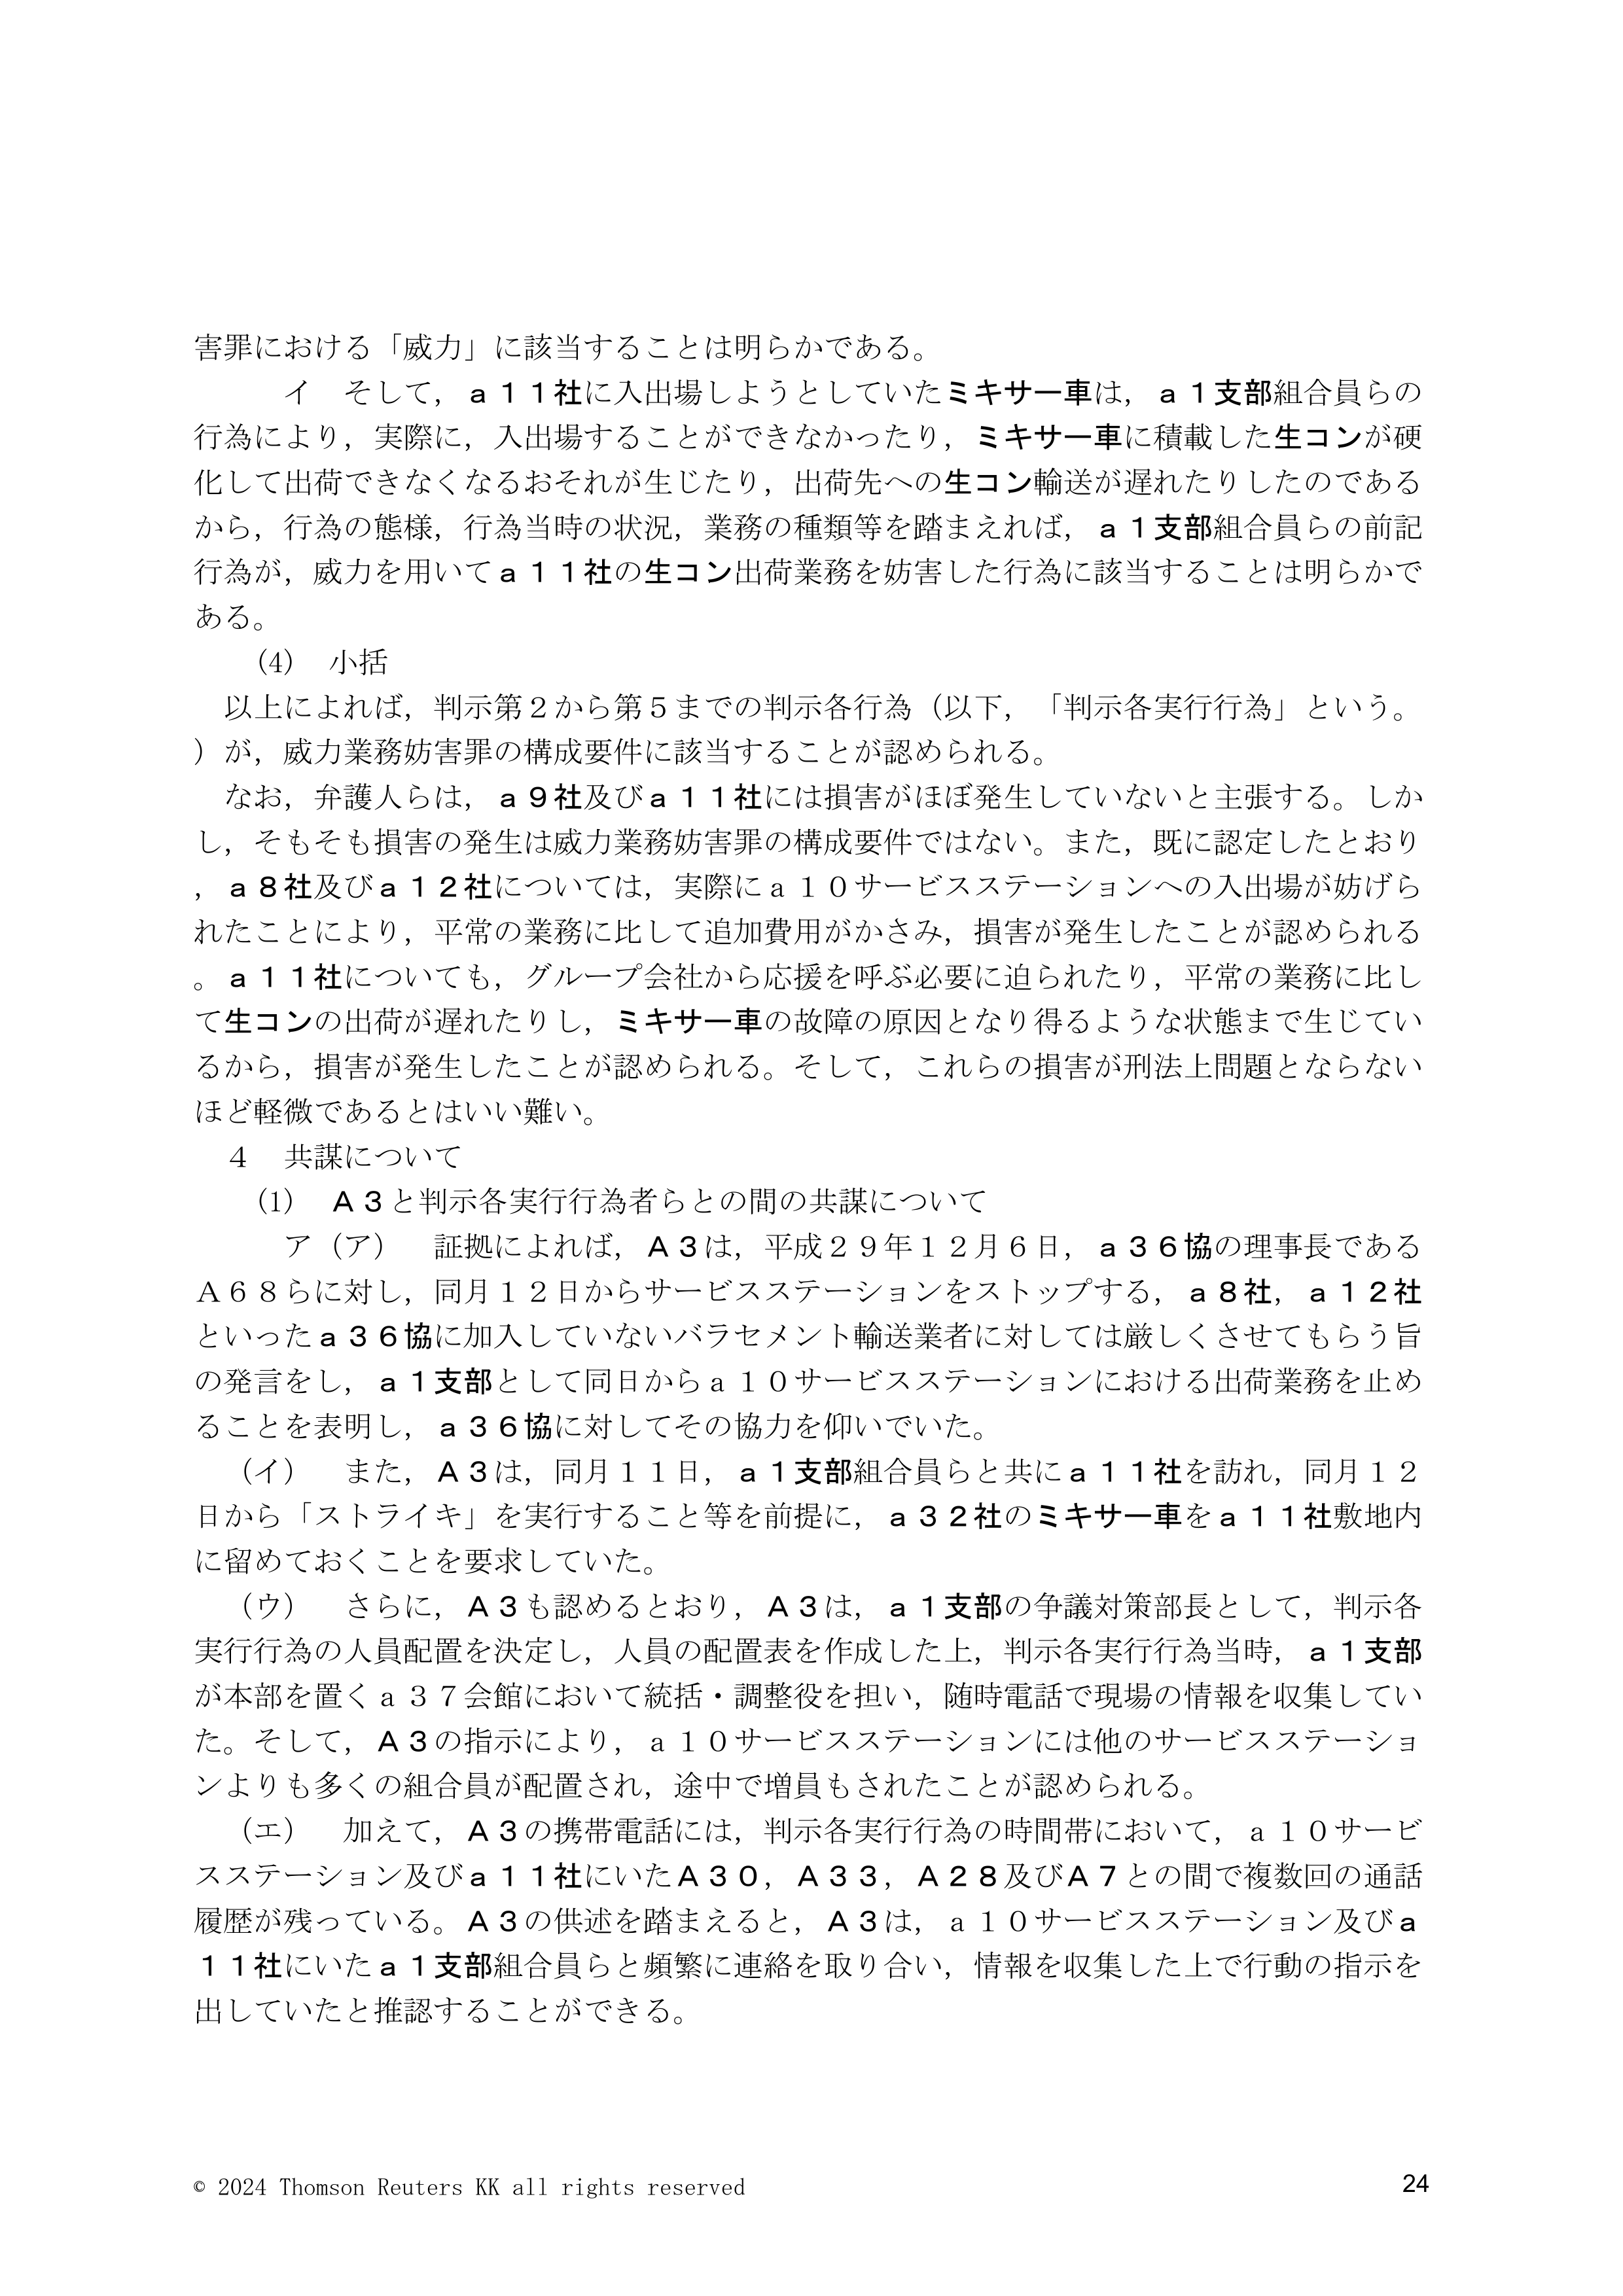 害罪における「威力」に該当することは明らかである。
イ　そして，ａ１１社に入出場しようとしていたミキサー車は，ａ１支部組合員らの
行為により，実際に，入出場することができなかったり，ミキサー車に積載した生コンが硬
化して出荷できなくなるおそれが生じたり，出荷先への生コン輸送が遅れたりしたのである
から，行為の態様，行為当時の状況，業務の種類等を踏まえれば，ａ１支部組合員らの前記
行為が，威力を用いてａ１１社の生コン出荷業務を妨害した行為に該当することは明らかで
ある。
(4)　小括
以上によれば，判示第２から第５までの判示各行為（以下，「判示各実行行為」という。
）が，威力業務妨害罪の構成要件に該当することが認められる。
なお，弁護人らは，ａ９社及びａ１１社には損害がほぼ発生していないと主張する。しか
し，そもそも損害の発生は威力業務妨害罪の構成要件ではない。また，既に認定したとおり
，ａ８社及びａ１２社については，実際にａ１０サービスステーションへの入出場が妨げら
れたことにより，平常の業務に比して追加費用がかさみ，損害が発生したことが認められる
。ａ１１社についても，グループ会社から応援を呼ぶ必要に迫られたり，平常の業務に比し
て生コンの出荷が遅れたりし，ミキサー車の故障の原因となり得るような状態まで生じてい
るから，損害が発生したことが認められる。そして，これらの損害が刑法上問題とならない
ほど軽微であるとはいい難い。
４　共謀について
(1)　Ａ３と判示各実行行為者らとの間の共謀について
ア（ア）　証拠によれば，Ａ３は，平成２９年１２月６日，ａ３６協の理事長である
Ａ６８らに対し，同月１２日からサービスステーションをストップする，ａ８社，ａ１２社
といったａ３６協に加入していないバラセメント輸送業者に対しては厳しくさせてもらう旨
の発言をし，ａ１支部として同日からａ１０サービスステーションにおける出荷業務を止め
ることを表明し，ａ３６協に対してその協力を仰いでいた。
（イ）　また，Ａ３は，同月１１日，ａ１支部組合員らと共にａ１１社を訪れ，同月１２
日から「ストライキ」を実行すること等を前提に，ａ３２社のミキサー車をａ１１社敷地内
に留めておくことを要求していた。
（ウ）　さらに，Ａ３も認めるとおり，Ａ３は，ａ１支部の争議対策部長として，判示各
実行行為の人員配置を決定し，人員の配置表を作成した上，判示各実行行為当時，ａ１支部
が本部を置くａ３７会館において統括・調整役を担い，随時電話で現場の情報を収集してい
た。そして，Ａ３の指示により，ａ１０サービスステーションには他のサービスステーショ
ンよりも多くの組合員が配置され，途中で増員もされたことが認められる。
（エ）　加えて，Ａ３の携帯電話には，判示各実行行為の時間帯において，ａ１０サービ
スステーション及びａ１１社にいたＡ３０，Ａ３３，Ａ２８及びＡ７との間で複数回の通話
履歴が残っている。Ａ３の供述を踏まえると，Ａ３は，ａ１０サービスステーション及びａ
１１社にいたａ１支部組合員らと頻繁に連絡を取り合い，情報を収集した上で行動の指示を
出していたと推認することができる。
© 2024 Thomson Reuters KK all rights reserved
24